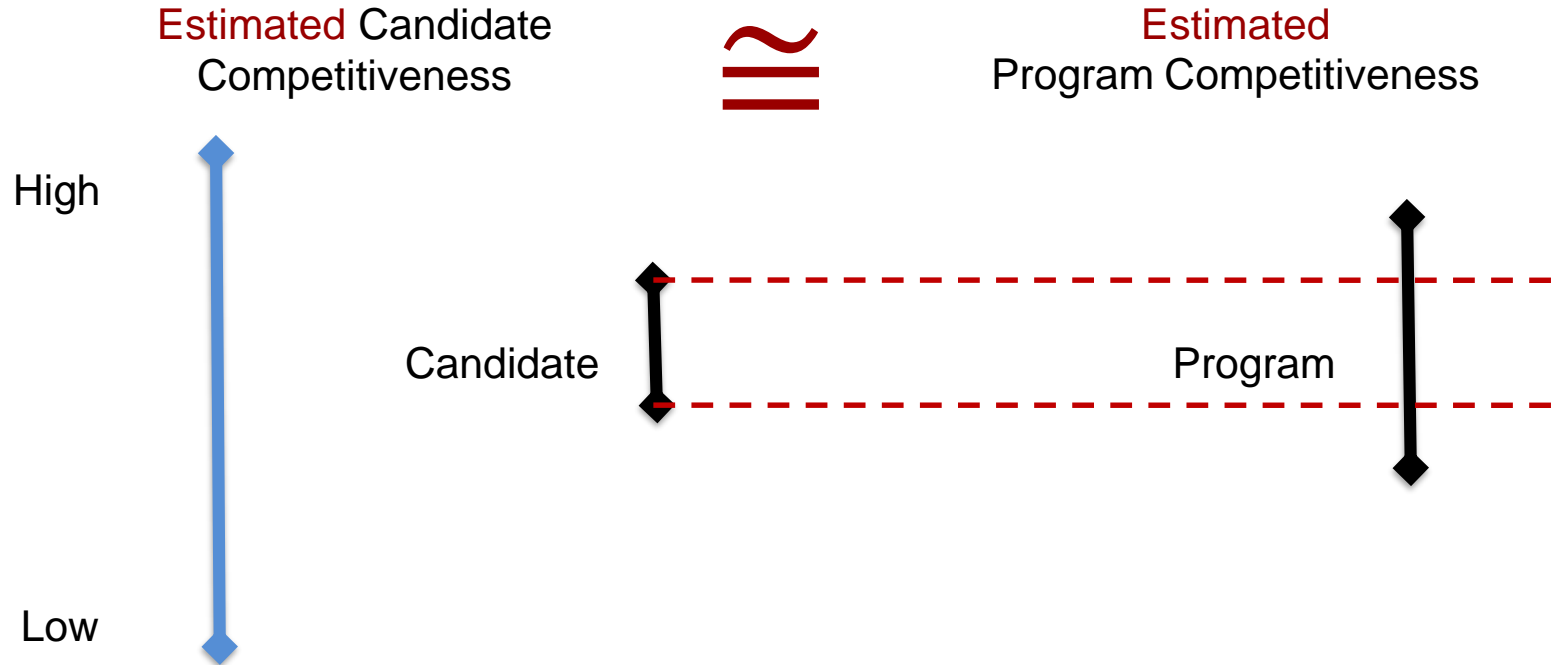 Estimated Candidate
Competitiveness
≅
Estimated
Program Competitiveness
High
Candidate
Program
Low